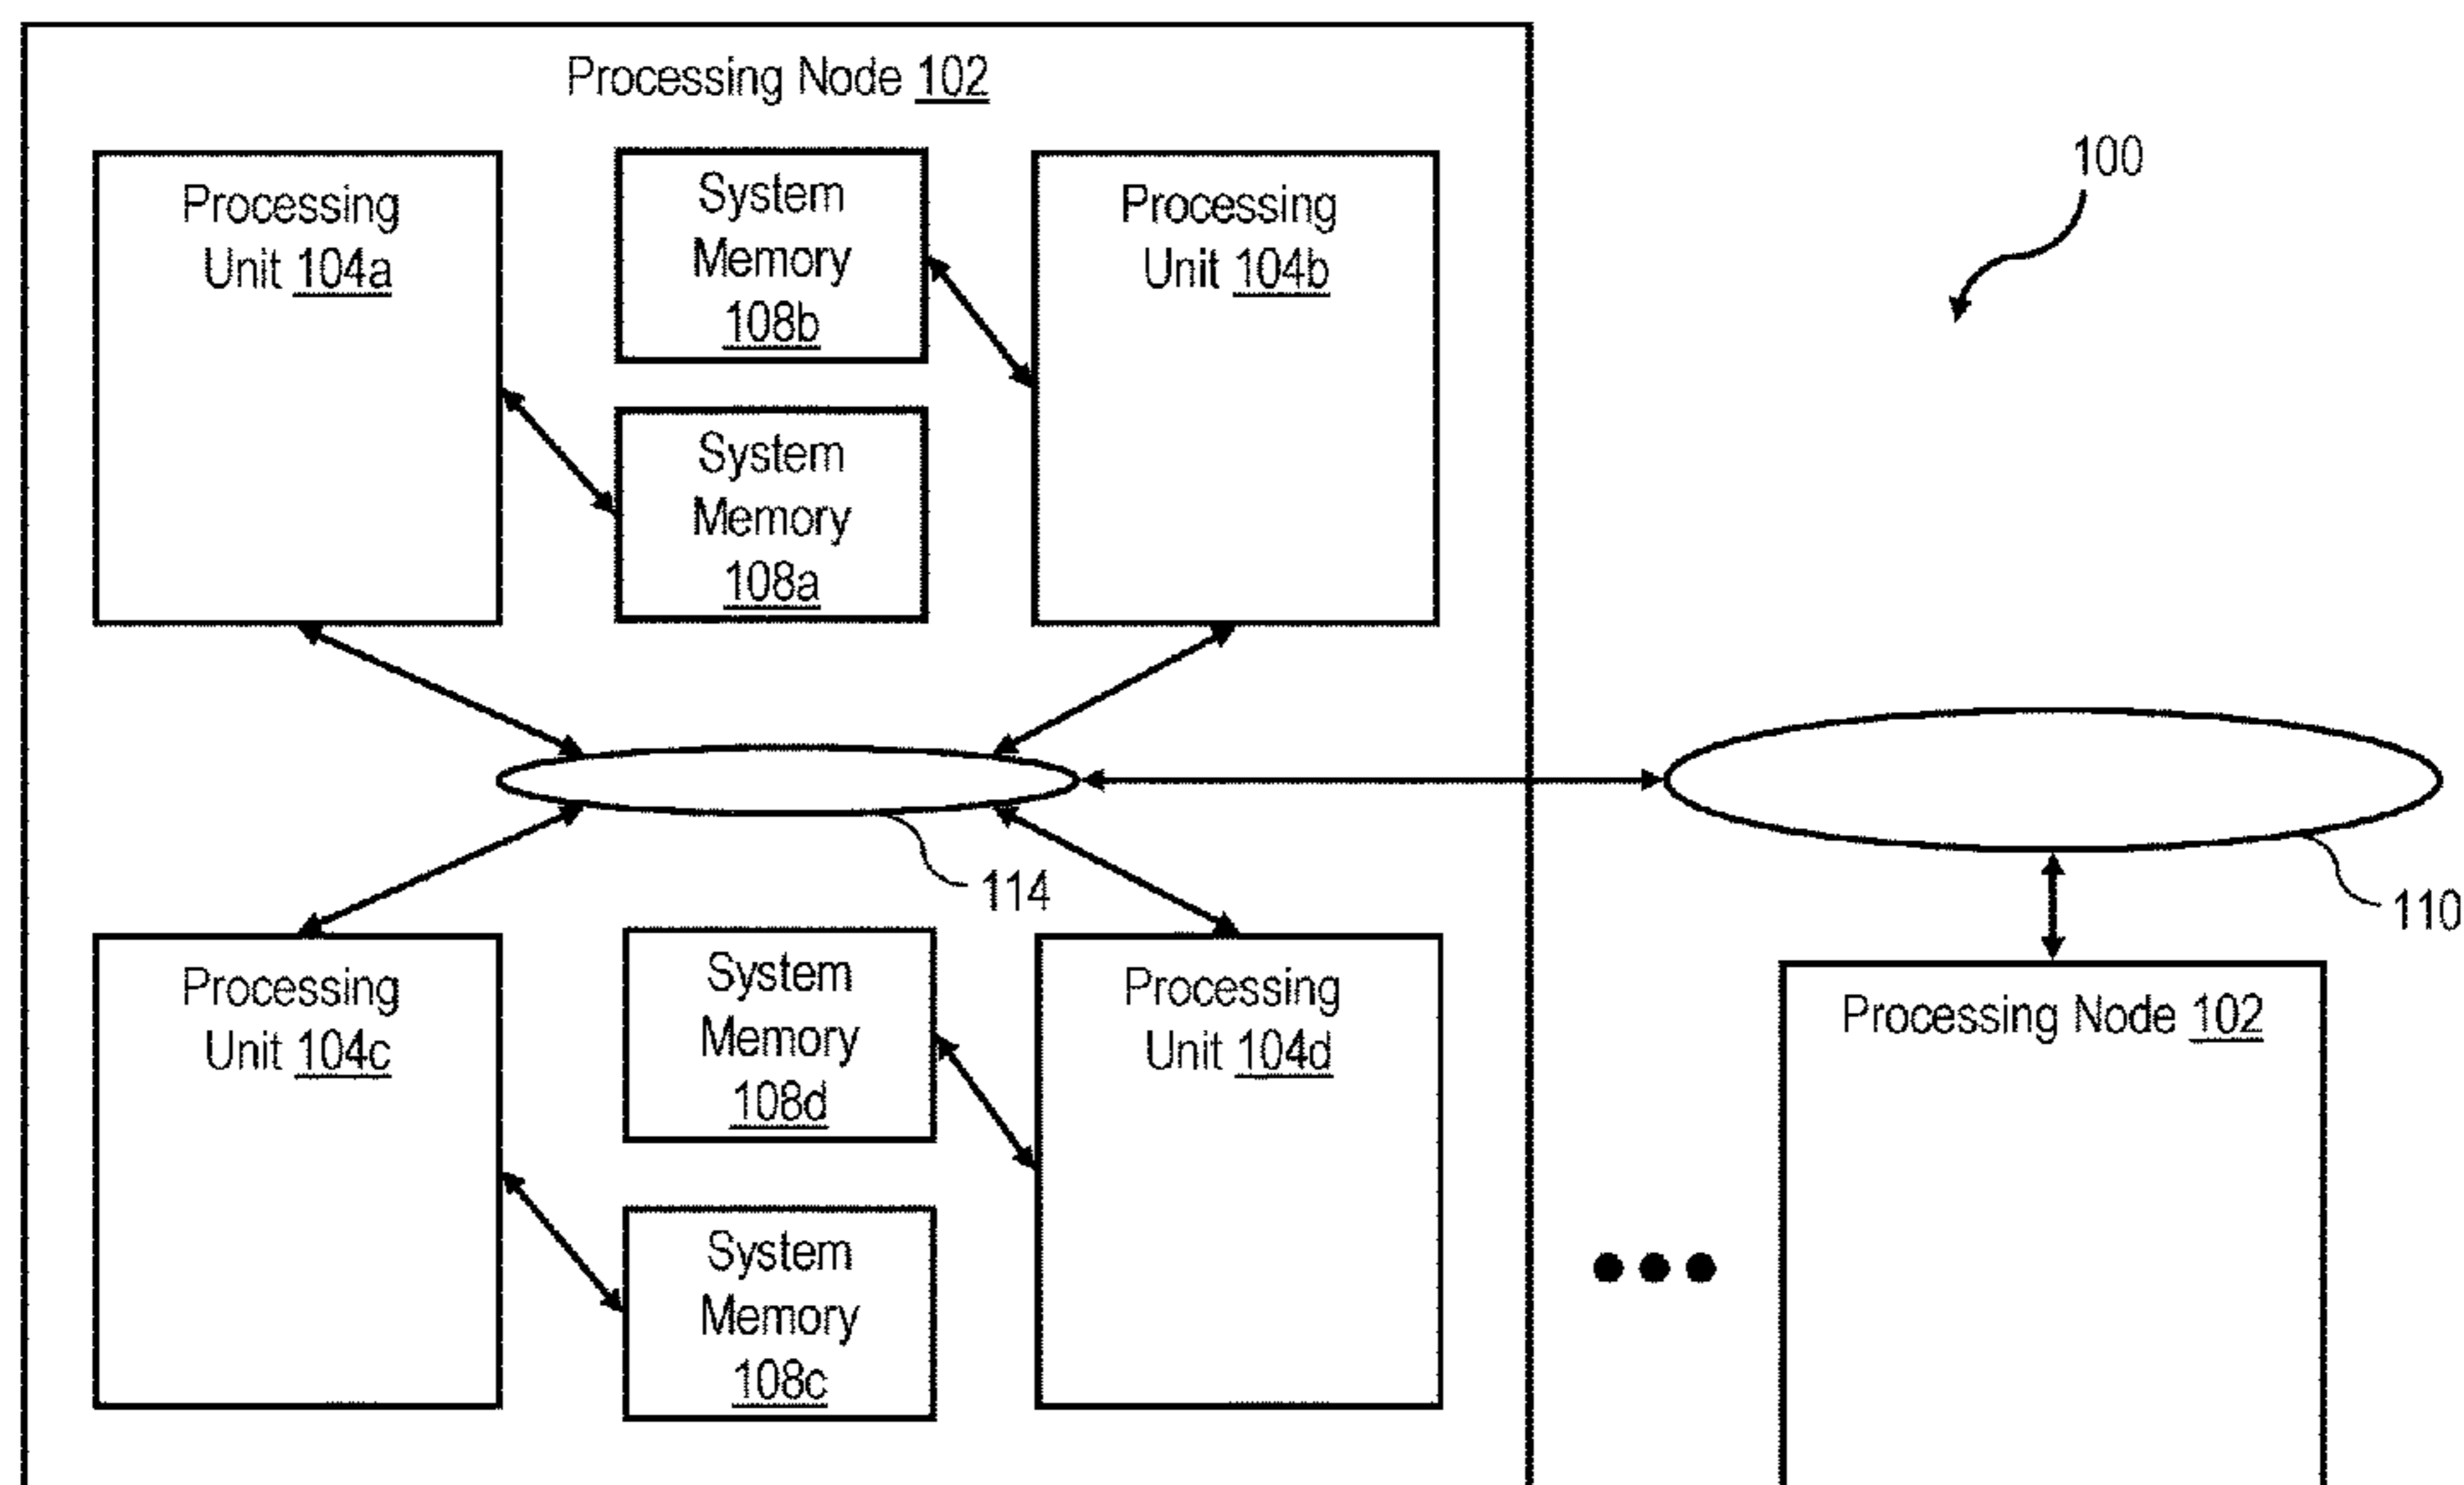 Processing Node 102
Processing
Unit 104a
System
Memory
108b
Processing
Unit 104b
100
System
Memory
108a
114
110
Processing
Unit 104c
System
Memory
108d
Processing
Unit 104d
Processing Node 102
System
Memory
108c